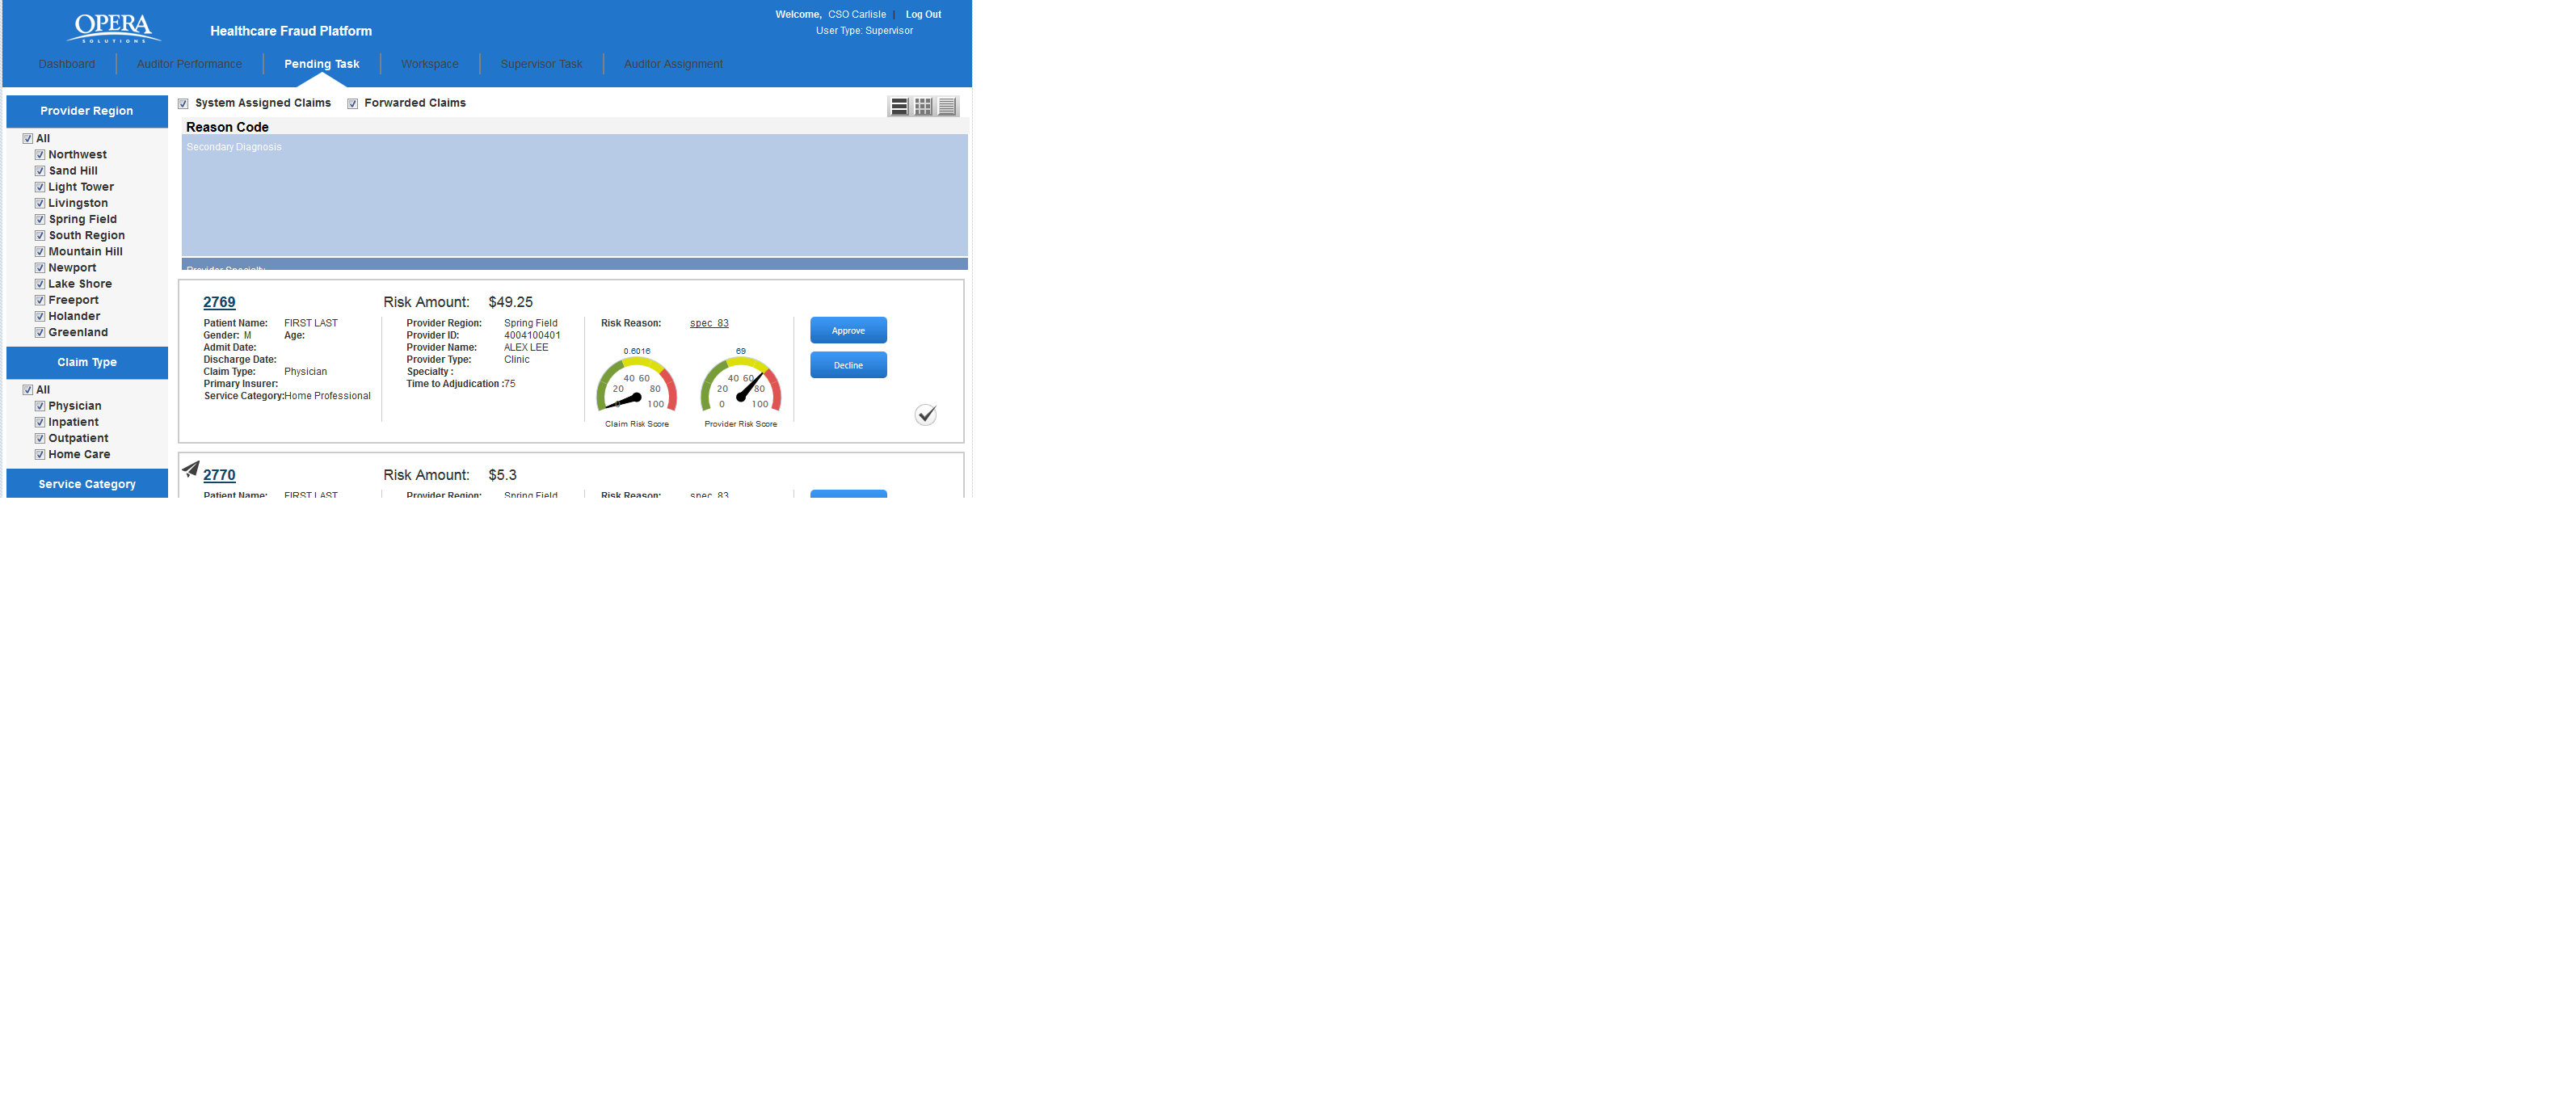 OPERA
SOLUTIONS
Healthcare Fraud Platform
Welcome, CSO Carlisle | Log Out
User Type: Supervisor
Dashboard
Auditor Performance
Pending Task
Workspace
Supervisor Task
Auditor Assignment
Provider Region
All
Northwest
Sand Hill
Light Tower
Livingston
Spring Field
South Region
Mountain Hill
Newport
Lake Shore
Freeport
Holander
Greenland
Claim Type
All
Physician
Inpatient
Outpatient
Home Care
Service Category
System Assigned Claims
Forwarded Claims
Reason Code
Secondary Diagnosis
Provider Specialty
2769
Risk Amount: $49.25
Patient Name: FIRST LAST
Gender: M Age:
Admit Date:
Discharge Date:
Claim Type: Physician
Primary Insurer:
Service Category:Home Professional
Provider Region: Spring Field
Provider ID: 4004100401
Provider Name: ALEX LEE
Provider Type: Clinic
Specialty :
Time to Adjudication :75
Risk Reason: spec_83
0.6016
0 20 40 60 80 100
Claim Risk Score
69
0 20 40 60 80 100
Provider Risk Score
Approve
Decline
2770
Risk Amount: $5.3
Patient Name: FIRST LAST
Provider Region: Spring Field
Risk Reason: spec_83